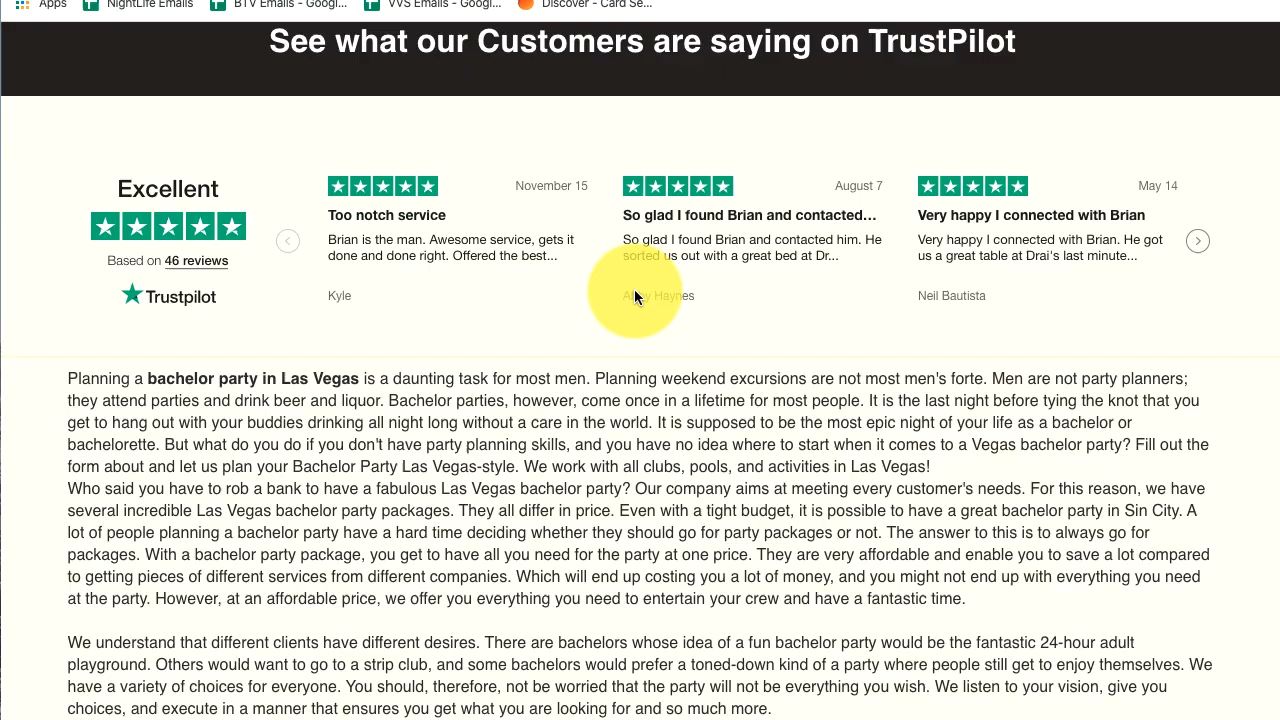 Apps NightLife Emails BTV Emails - Googl... VVS Emails - Googl... Discover - Card Se...
See what our Customers are saying on TrustPilot
Excellent
Based on 46 reviews
Trustpilot
November 15
Too notch service
Brian is the man. Awesome service, gets it
done and done right. Offered the best...
Kyle
August 7
So glad I found Brian and contacted...
So glad I found Brian and contacted him. He
sorted us out with a great bed at Dr...
Haynes
May 14
Very happy I connected with Brian
Very happy I connected with Brian. He got
us a great table at Drai's last minute...
Neil Bautista
Planning a bachelor party in Las Vegas is a daunting task for most men. Planning weekend excursions are not most men's forte. Men are not party planners;
they attend parties and drink beer and liquor. Bachelor parties, however, come once in a lifetime for most people. It is the last night before tying the knot that you
get to hang out with your buddies drinking all night long without a care in the world. It is supposed to be the most epic night of your life as a bachelor or
bachelorette. But what do you do if you don't have party planning skills, and you have no idea where to start when it comes to a Vegas bachelor party? Fill out the
form about and let us plan your Bachelor Party Las Vegas-style. We work with all clubs, pools, and activities in Las Vegas!
Who said you have to rob a bank to have a fabulous Las Vegas bachelor party? Our company aims at meeting every customer's needs. For this reason, we have
several incredible Las Vegas bachelor party packages. They all differ in price. Even with a tight budget, it is possible to have a great bachelor party in Sin City. A
lot of people planning a bachelor party have a hard time deciding whether they should go for party packages or not. The answer to this is to always go for
packages. With a bachelor party package, you get to have all you need for the party at one price. They are very affordable and enable you to save a lot compared
to getting pieces of different services from different companies. Which will end up costing you a lot of money, and you might not end up with everything you need
at the party. However, at an affordable price, we offer you everything you need to entertain your crew and have a fantastic time.
We understand that different clients have different desires. There are bachelors whose idea of a fun bachelor party would be the fantastic 24-hour adult
playground. Others would want to go to a strip club, and some bachelors would prefer a toned-down kind of a party where people still get to enjoy themselves. We
have a variety of choices for everyone. You should, therefore, not be worried that the party will not be everything you wish. We listen to your vision, give you
choices, and execute in a manner that ensures you get what you are looking for and so much more.